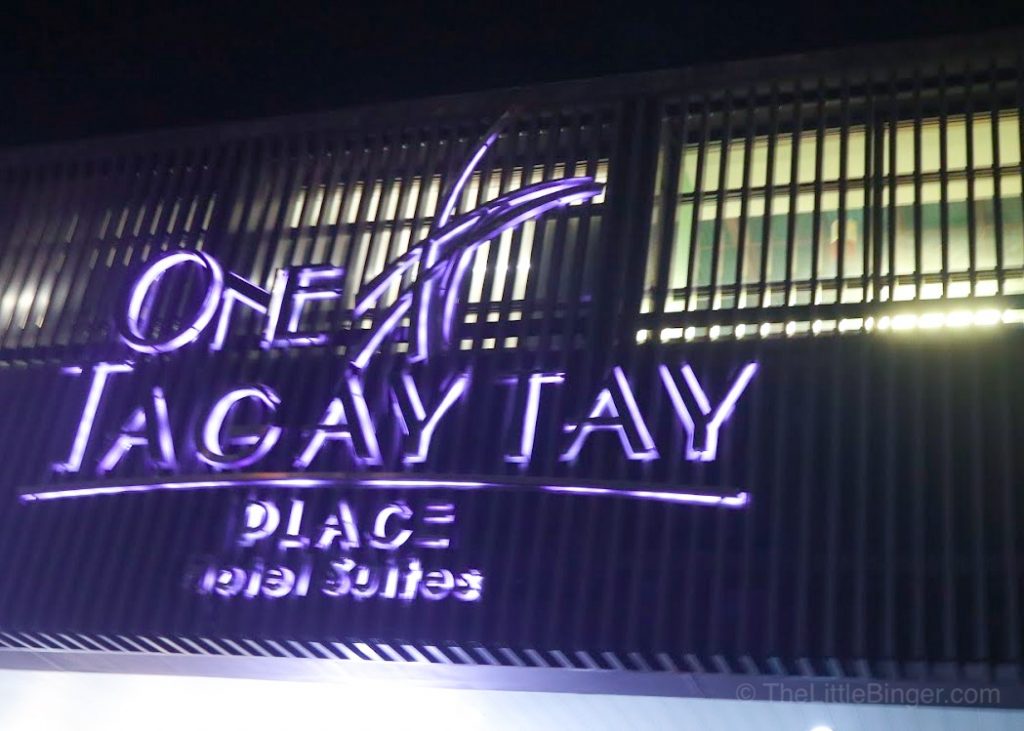 ONE
TAGAYTAY
PLACE
Hotel Suites
© TheLittleBinger.com